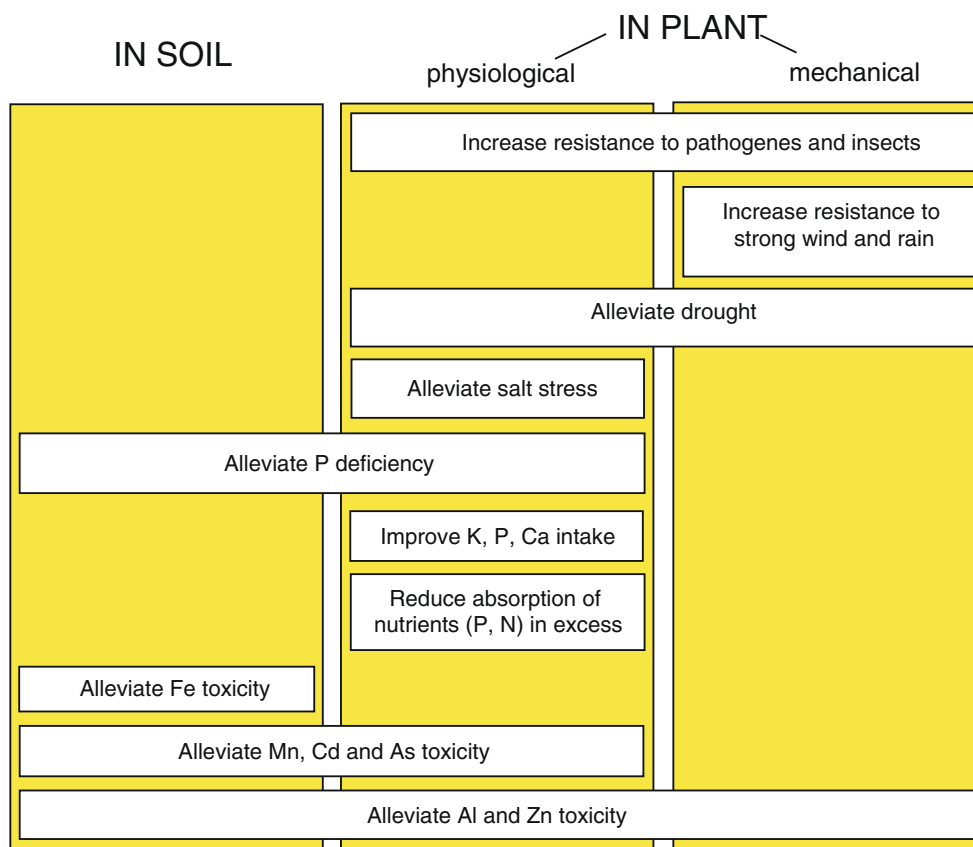 IN SOIL
IN PLANT
physiological
mechanical
Increase resistance to pathogenes and insects
Increase resistance to
strong wind and rain
Alleviate drought
Alleviate salt stress
Alleviate P deficiency
Improve K, P, Ca intake
Reduce absorption of
nutrients (P, N) in excess
Alleviate Fe toxicity
Alleviate Mn, Cd and As toxicity
Alleviate Al and Zn toxicity